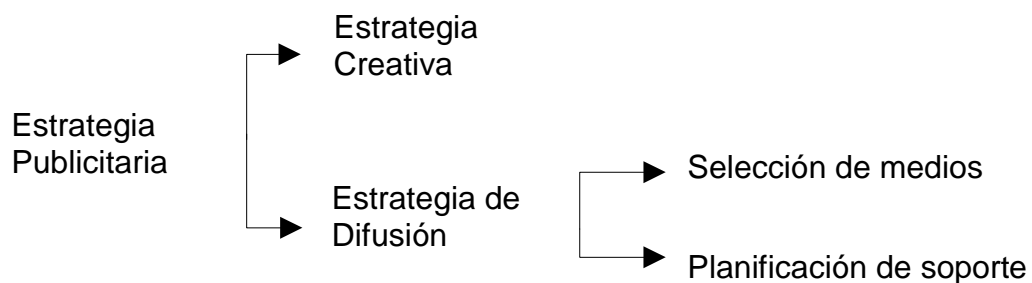 Estrategia
Creativa
Estrategia
Publicitaria
Estrategia de
Difusión
Selección de medios
Planificación de soporte